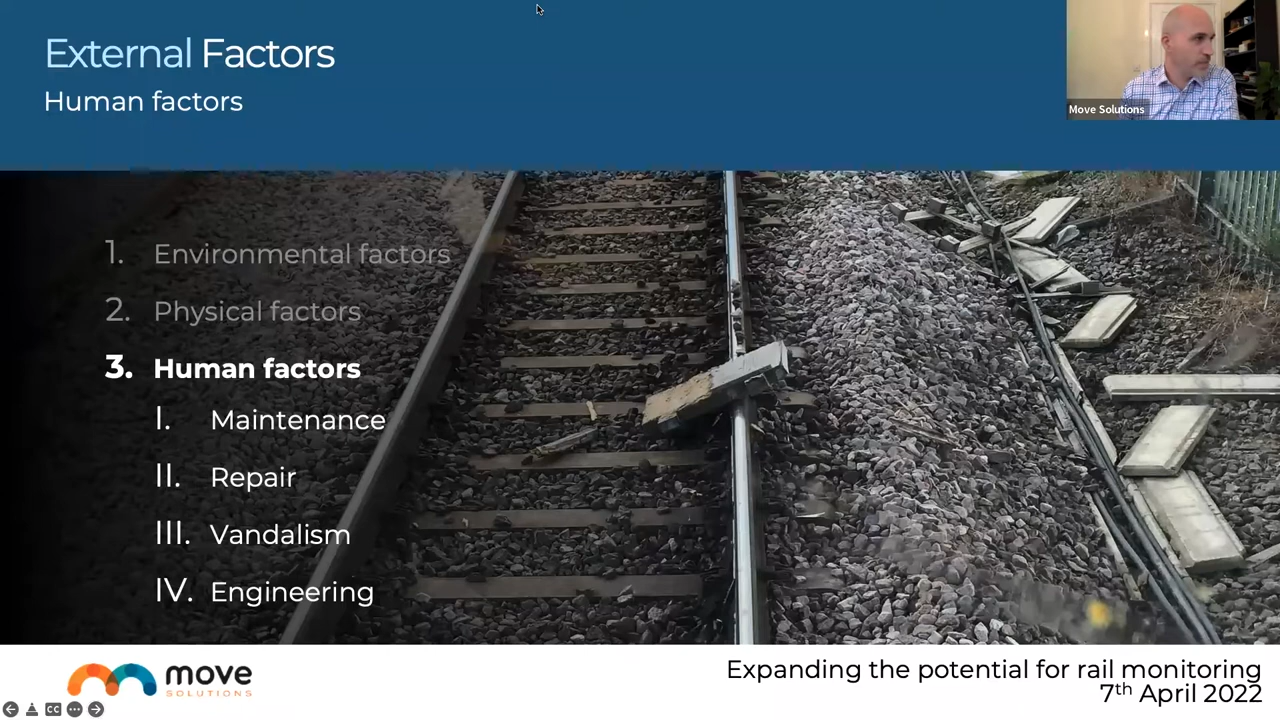 External Factors
Human factors
Move Solutions
1. Environmental factors
2. Physical factors
3. Human factors
I. Maintenance
II. Repair
III. Vandalism
IV. Engineering
move
SOLUTIONS
Expanding the potential for rail monitoring
7th April 2022
CC